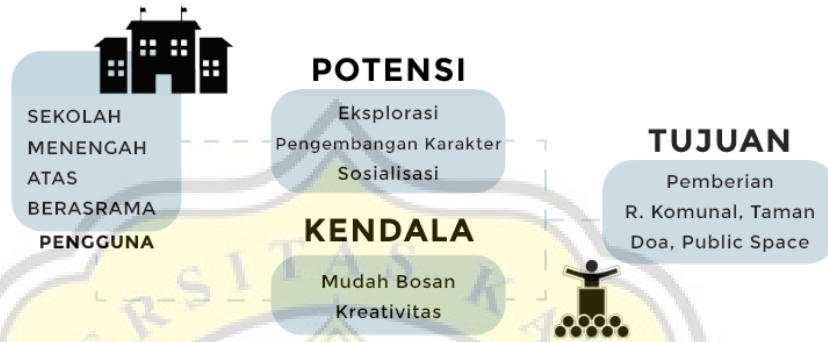 SEKOLAH
MENENGAH
ATAS
BERASRAMA
PENGGUNA
POTENSI
Eksplorasi
Pengembangan Karakter
Sosialisasi
KENDALA
Mudah Bosan
Kreativitas
TUJUAN
Pemberian
R. Komunal, Taman
Doa, Public Space